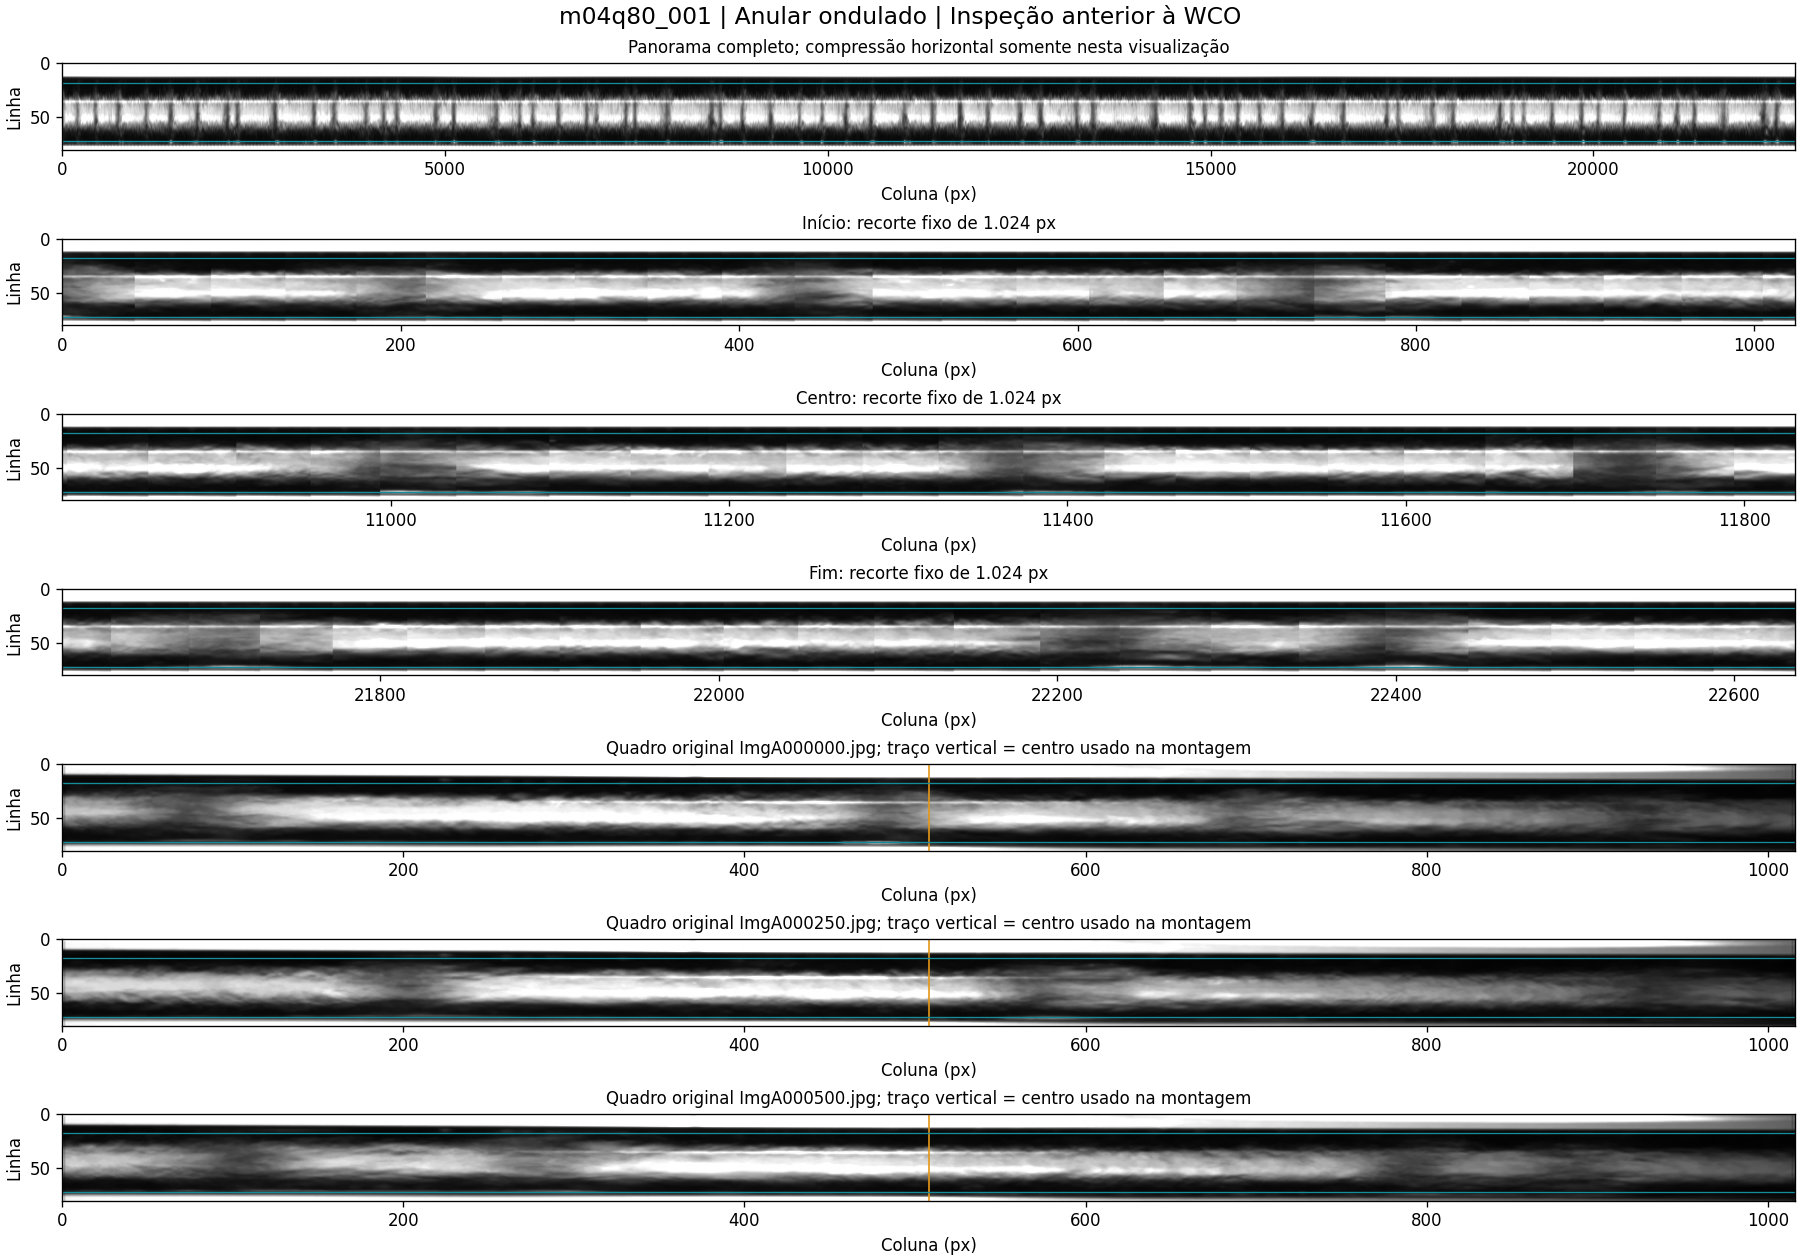 m04q80_001 | Anular ondulado | Inspeção anterior à WCO
Panorama completo; compressão horizontal somente nesta visualização
0
50
Linha
0 5000 10000 15000 20000
Coluna (px)
Início: recorte fixo de 1.024 px
0
50
Linha
0 200 400 600 800 1000
Coluna (px)
Centro: recorte fixo de 1.024 px
0
50
Linha
11000 11200 11400 11600 11800
Coluna (px)
Fim: recorte fixo de 1.024 px
0
50
Linha
21800 22000 22200 22400 22600
Coluna (px)
Quadro original ImgA000000.jpg; traço vertical = centro usado na montagem
0
50
Linha
0 200 400 600 800 1000
Coluna (px)
Quadro original ImgA000250.jpg; traço vertical = centro usado na montagem
0
50
Linha
0 200 400 600 800 1000
Coluna (px)
Quadro original ImgA000500.jpg; traço vertical = centro usado na montagem
0
50
Linha
0 200 400 600 800 1000
Coluna (px)